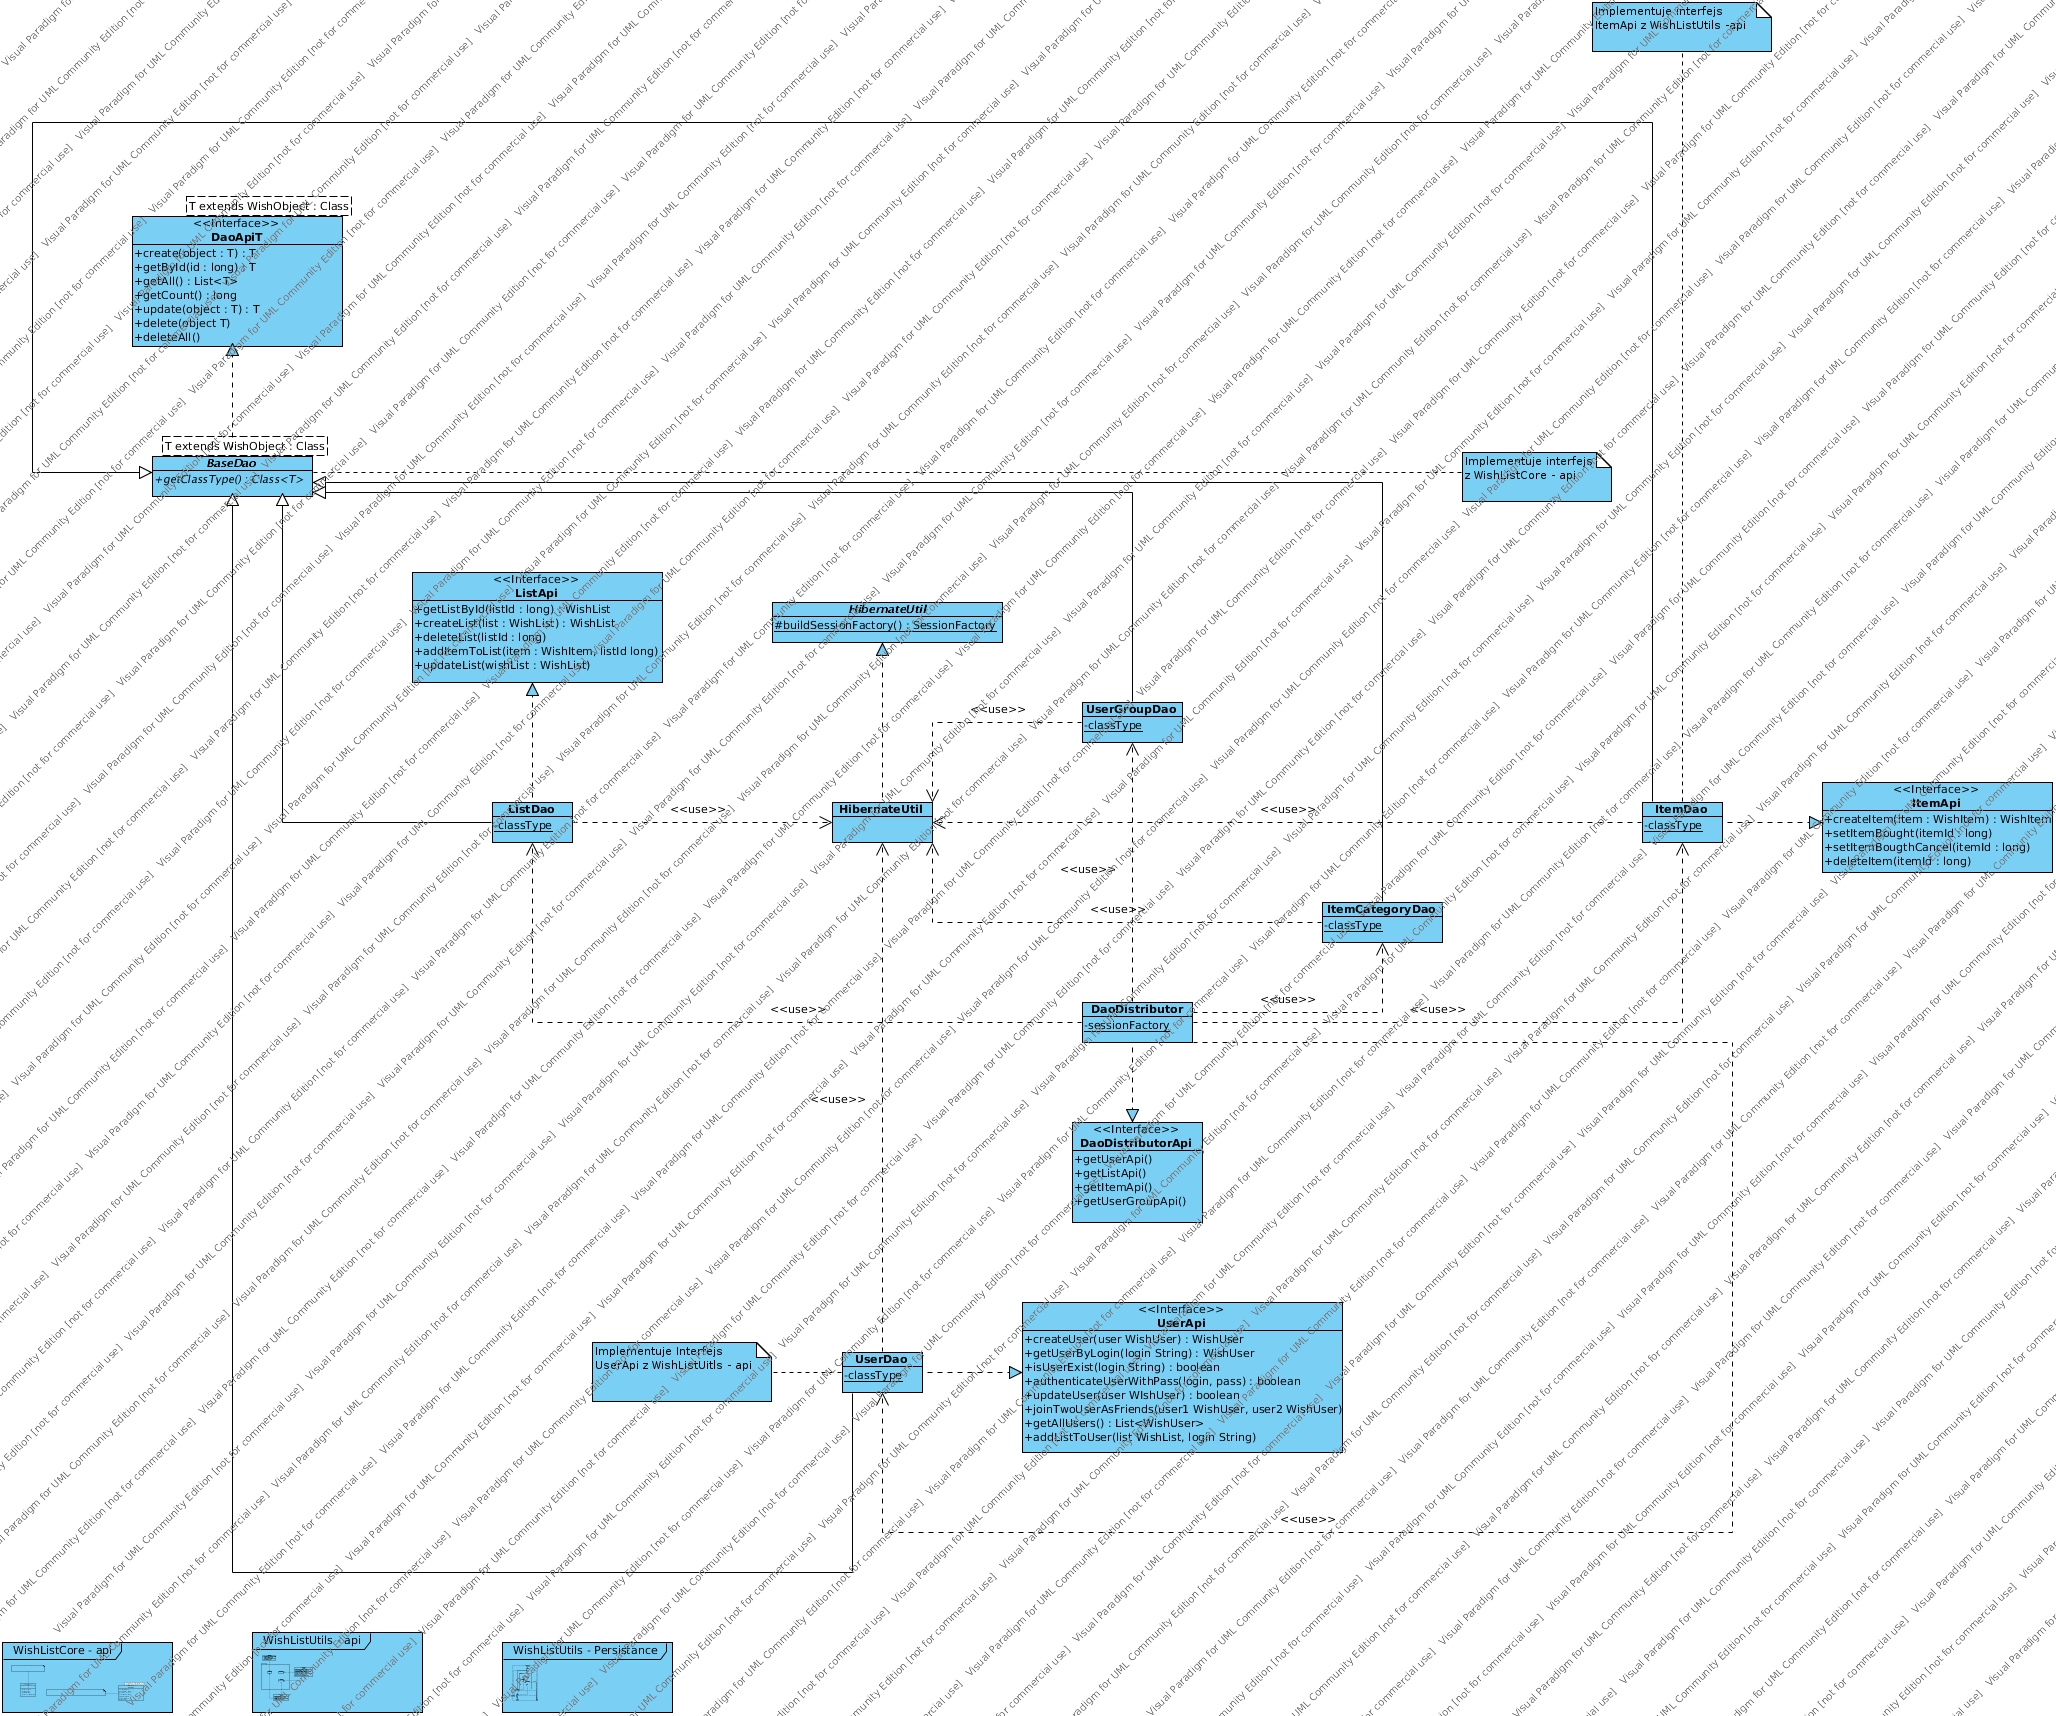 Implementuje interfejs
ItemApi z WishListUtils -api
T extends WishObject : Class
<<Interface>>
DaoApiT
+create(object : T) : T
+getById(id : long) : T
+getAll() : List<T>
+getCount() : long
+update(object : T) : T
+delete(object T)
+deleteAll()
T extends WishObject : Class
BaseDao
+getClassType() : Class<T>
Implementuje interfejs
z WishListCore - api
<<Interface>>
ListApi
+getListById(listId : long) : WishList
+createList(list : WishList) : WishList
+deleteList(listId : long)
+addItemToList(item : WishItem, listId long)
+updateList(wishList : WishList)
HibernateUtil
#buildSessionFactory() : SessionFactory
UserGroupDao
-classType
<<use>>
ListDao
-classType
<<use>>
HibernateUtil
<<use>>
ItemDao
-classType
<<Interface>>
ItemApi
+createItem(item : WishItem) : WishItem
+setItemBought(itemId : long)
+setItemBougthCancel(itemId : long)
+deleteItem(itemId : long)
<<use>>
<<use>>
ItemCategoryDao
-classType
<<use>>
DaoDistributor
-sessionFactory
<<use>>
<<use>>
<<use>>
<<Interface>>
DaoDistributorApi
+getUserApi()
+getListApi()
+getItemApi()
+getUserGroupApi()
Implementuje Interfejs
UserApi z WishListUitls - api
UserDao
-classType
<<Interface>>
UserApi
+createUser(user WishUser) : WishUser
+getUserByLogin(login String) : WishUser
+isUserExist(login String) : boolean
+authenticateUserWithPass(login, pass) : boolean
+updateUser(user WIshUser) : boolean
+joinTwoUserAsFriends(user1 WishUser, user2 WishUser)
+getAllUsers() : List<WishUser>
+addListToUser(list WishList, login String)
<<use>>
WishListCore - api
WishListUtils - api
WishListUtils - Persistance
Visual Paradigm for UML Community Edition [not for commercial use]